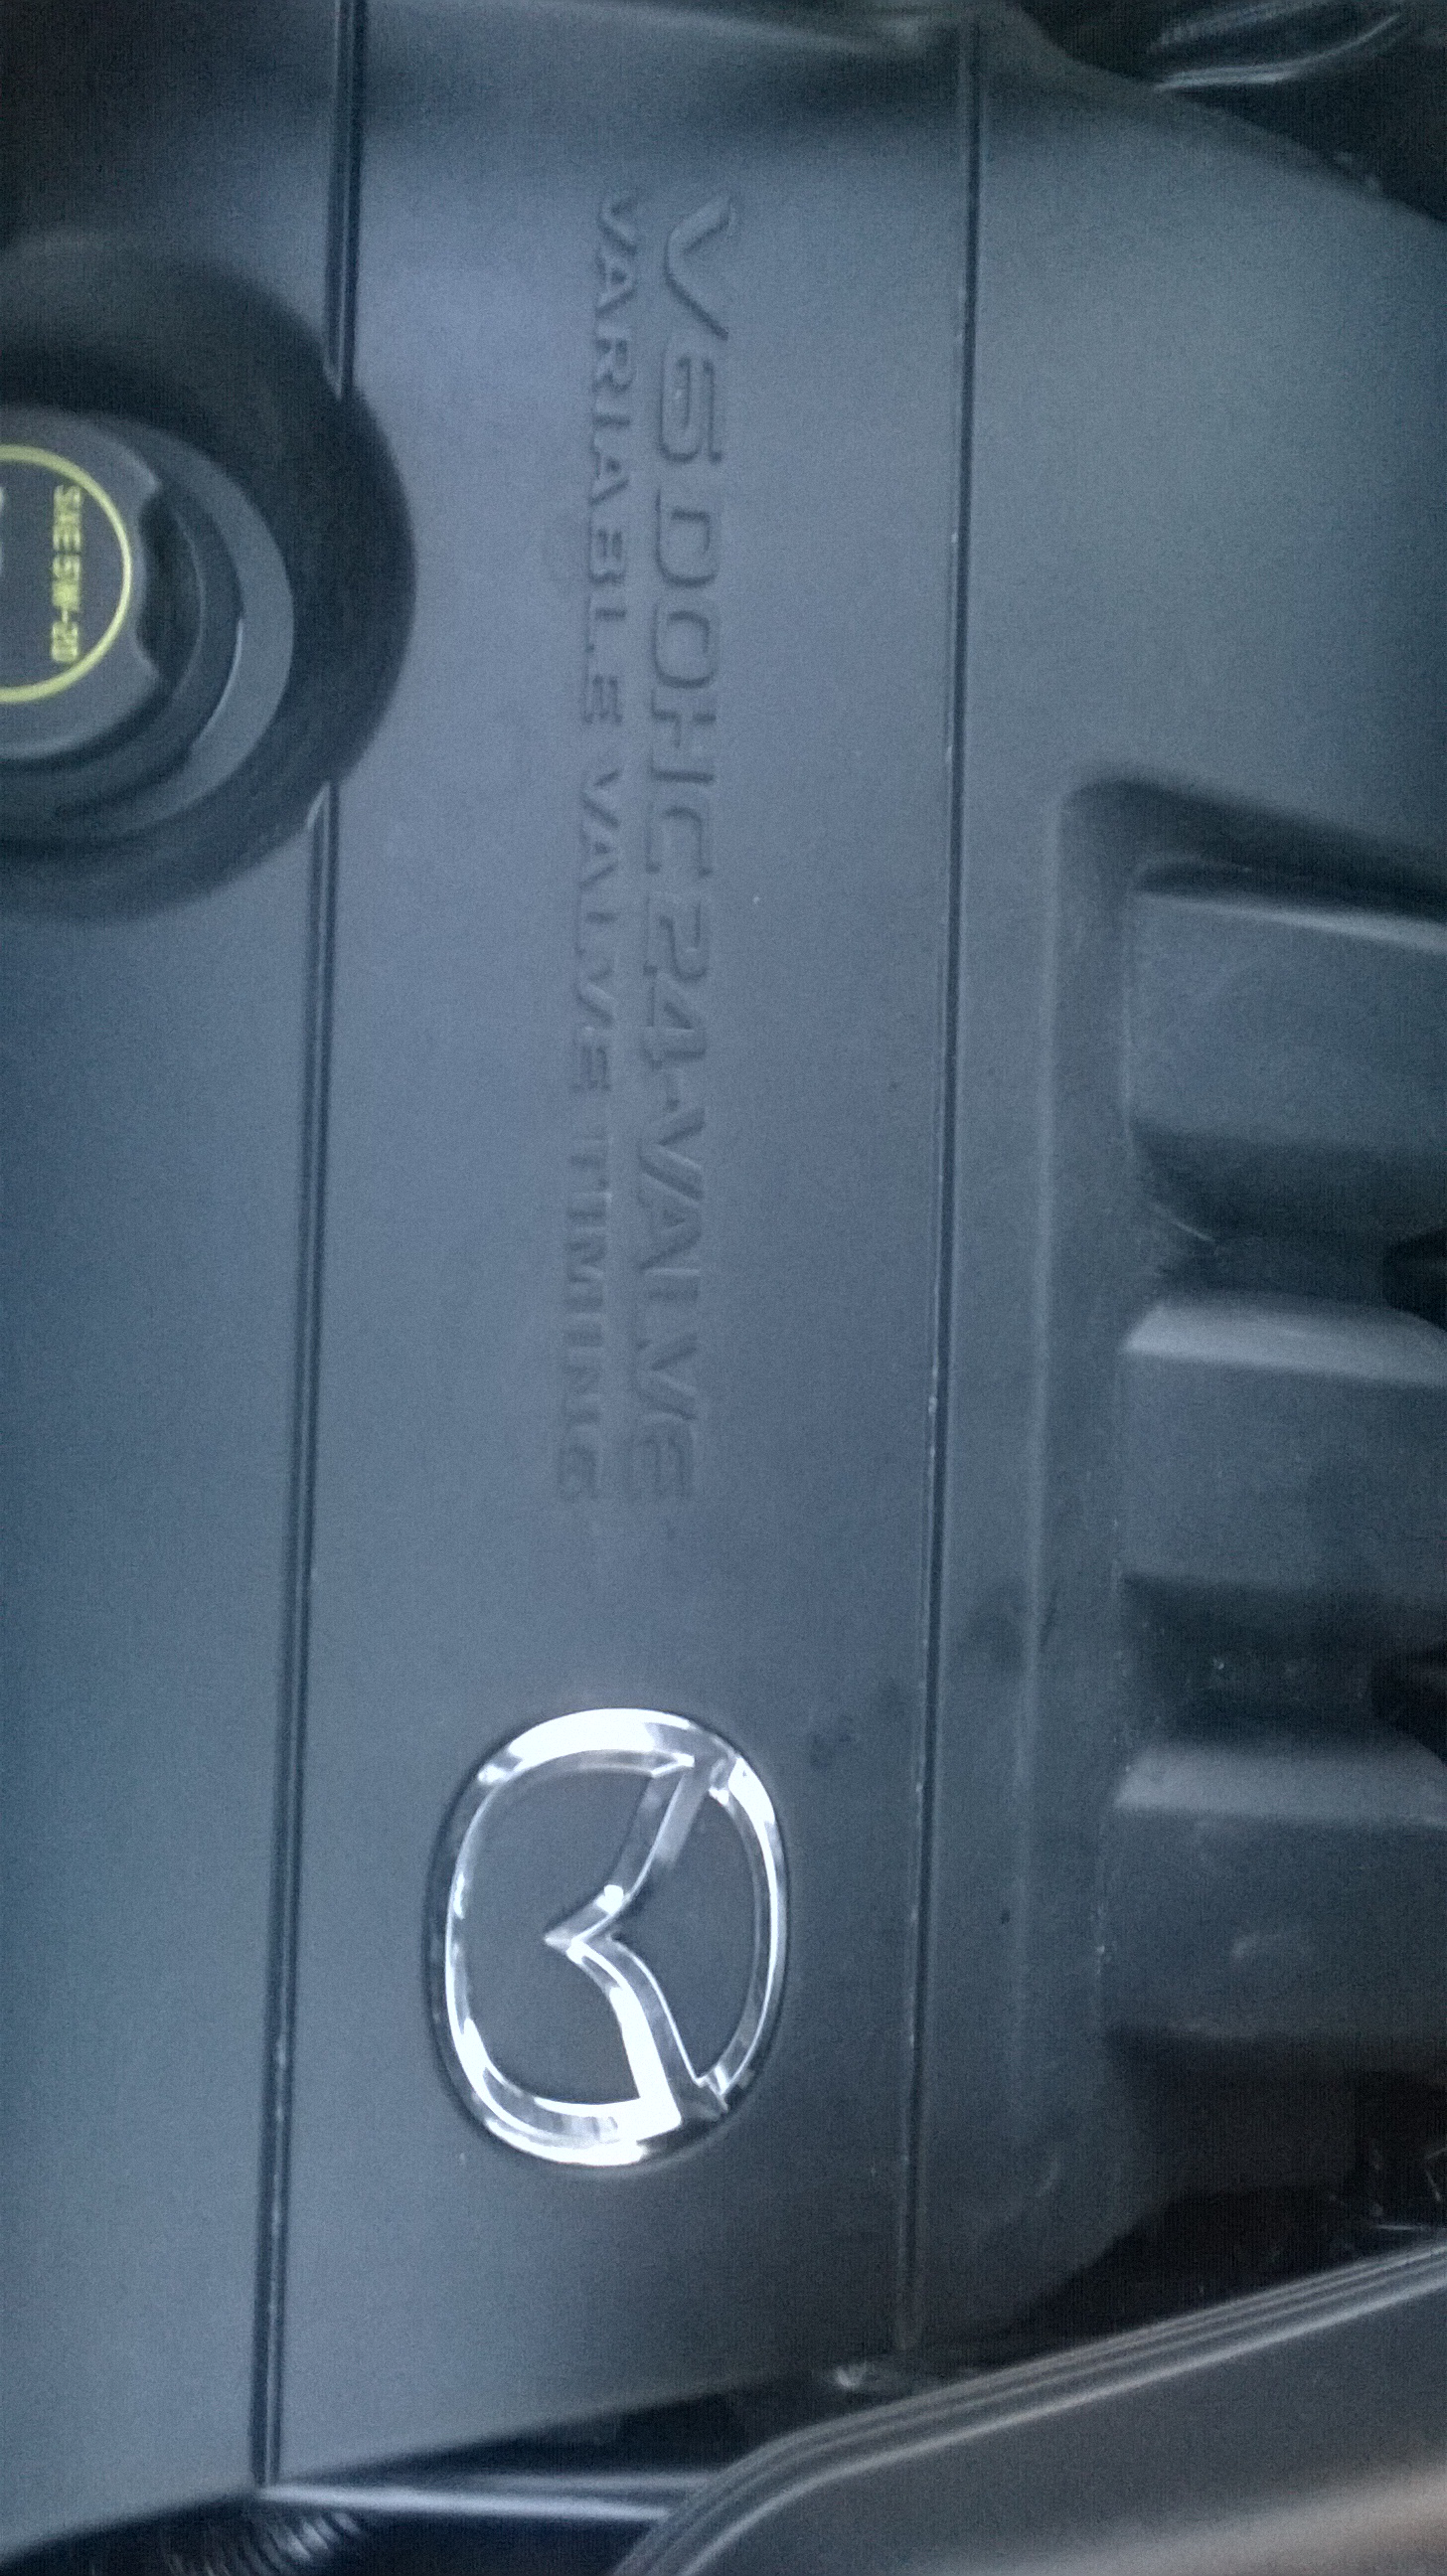 V6 DOHC 24-VALVE
VARIABLE VALVE TIMING
SAE 5W-20